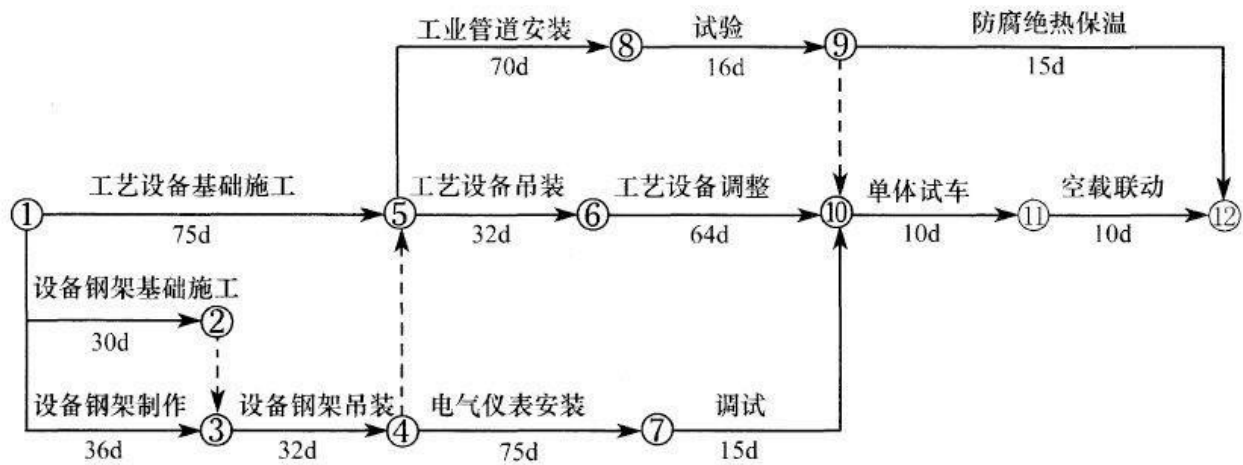 工业管道安装 试验 防腐绝热保温
⑧ ⑨
70d 16d 15d
工艺设备基础施工 工艺设备吊装 工艺设备调整 单体试车 空载联动
① ⑤ ⑥ ⑩ ⑪ ⑫
75d 32d 64d 10d 10d
设备钢架基础施工
②
30d
设备钢架制作 设备钢架吊装 电气仪表安装 调试
③ ④ ⑦
36d 32d 75d 15d